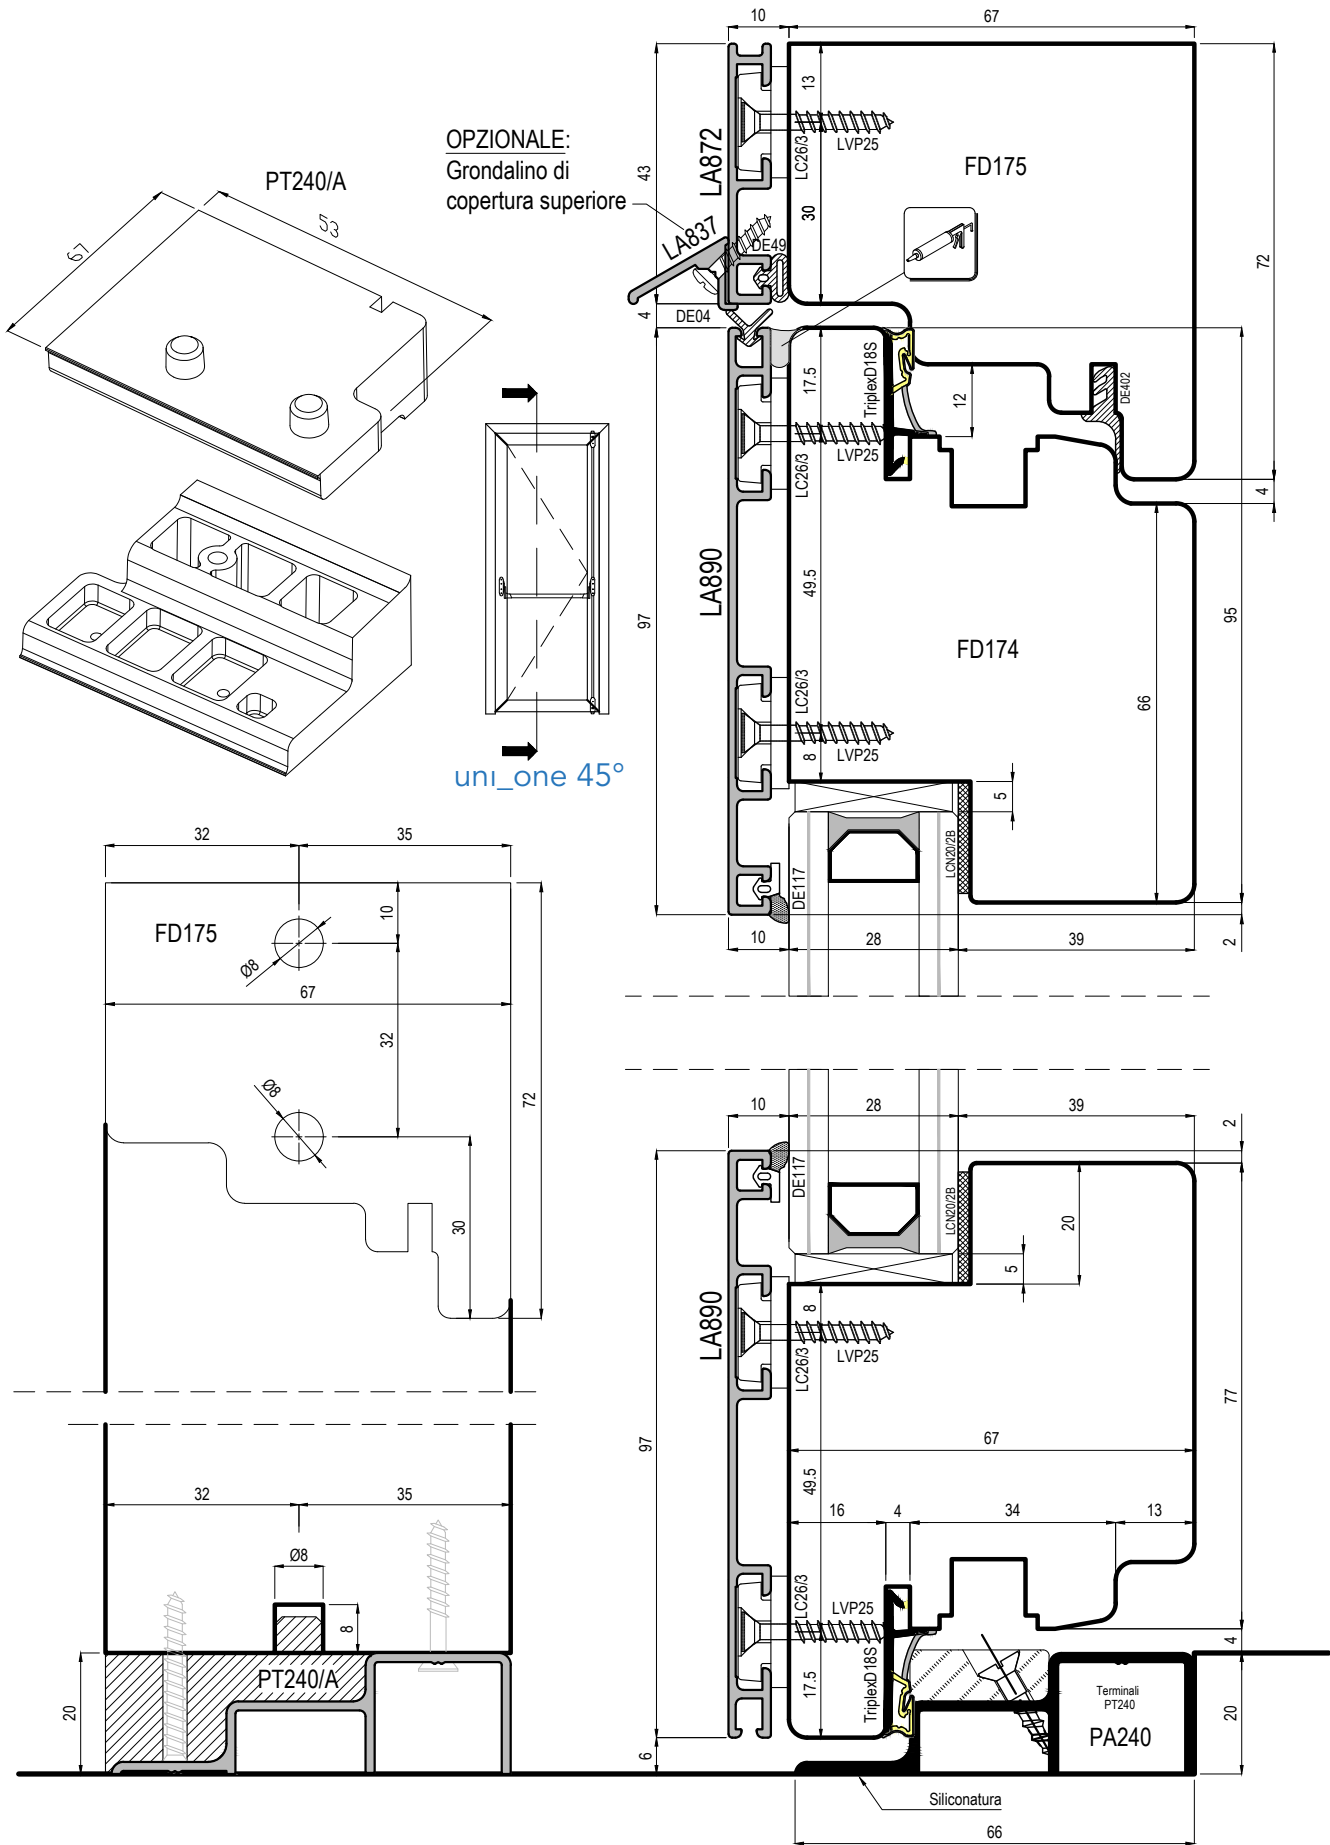 10
67
43
13
LA872
LC26/3
LVP25
FD175
OPZIONALE:
Grondalino di
copertura superiore
PT240/A
67
53
30
LA837
DE49
72
4
DE04
17.5
TriplexD18S
12
DE402
LC26/3
LVP25
4
97
LA890
49.5
FD174
66
95
LC26/3
LVP25
8
5
LCN20/2B
DE117
uni_one 45°
10
28
39
2
32
35
10
FD175
Ø8
67
32
Ø8
72
30
10
28
39
2
DE117
LCN20/2B
20
5
8
LA890
LC26/3
LVP25
77
97
67
49.5
16
4
34
13
LC26/3
LVP25
TriplexD18S
17.5
4
32
35
Ø8
8
PT240/A
20
6
Terminali
PT240
PA240
20
Siliconatura
66